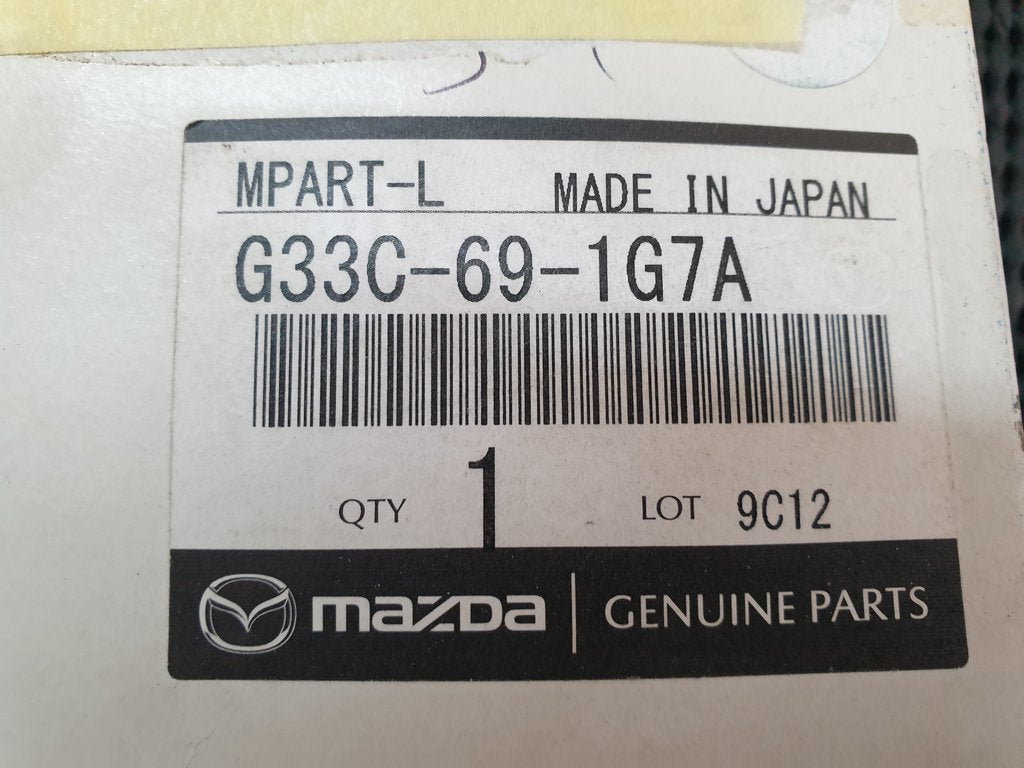 MPART-L MADE IN JAPAN
G33C-69-1G7A
QTY 1 LOT 9C12
mazda GENUINE PARTS